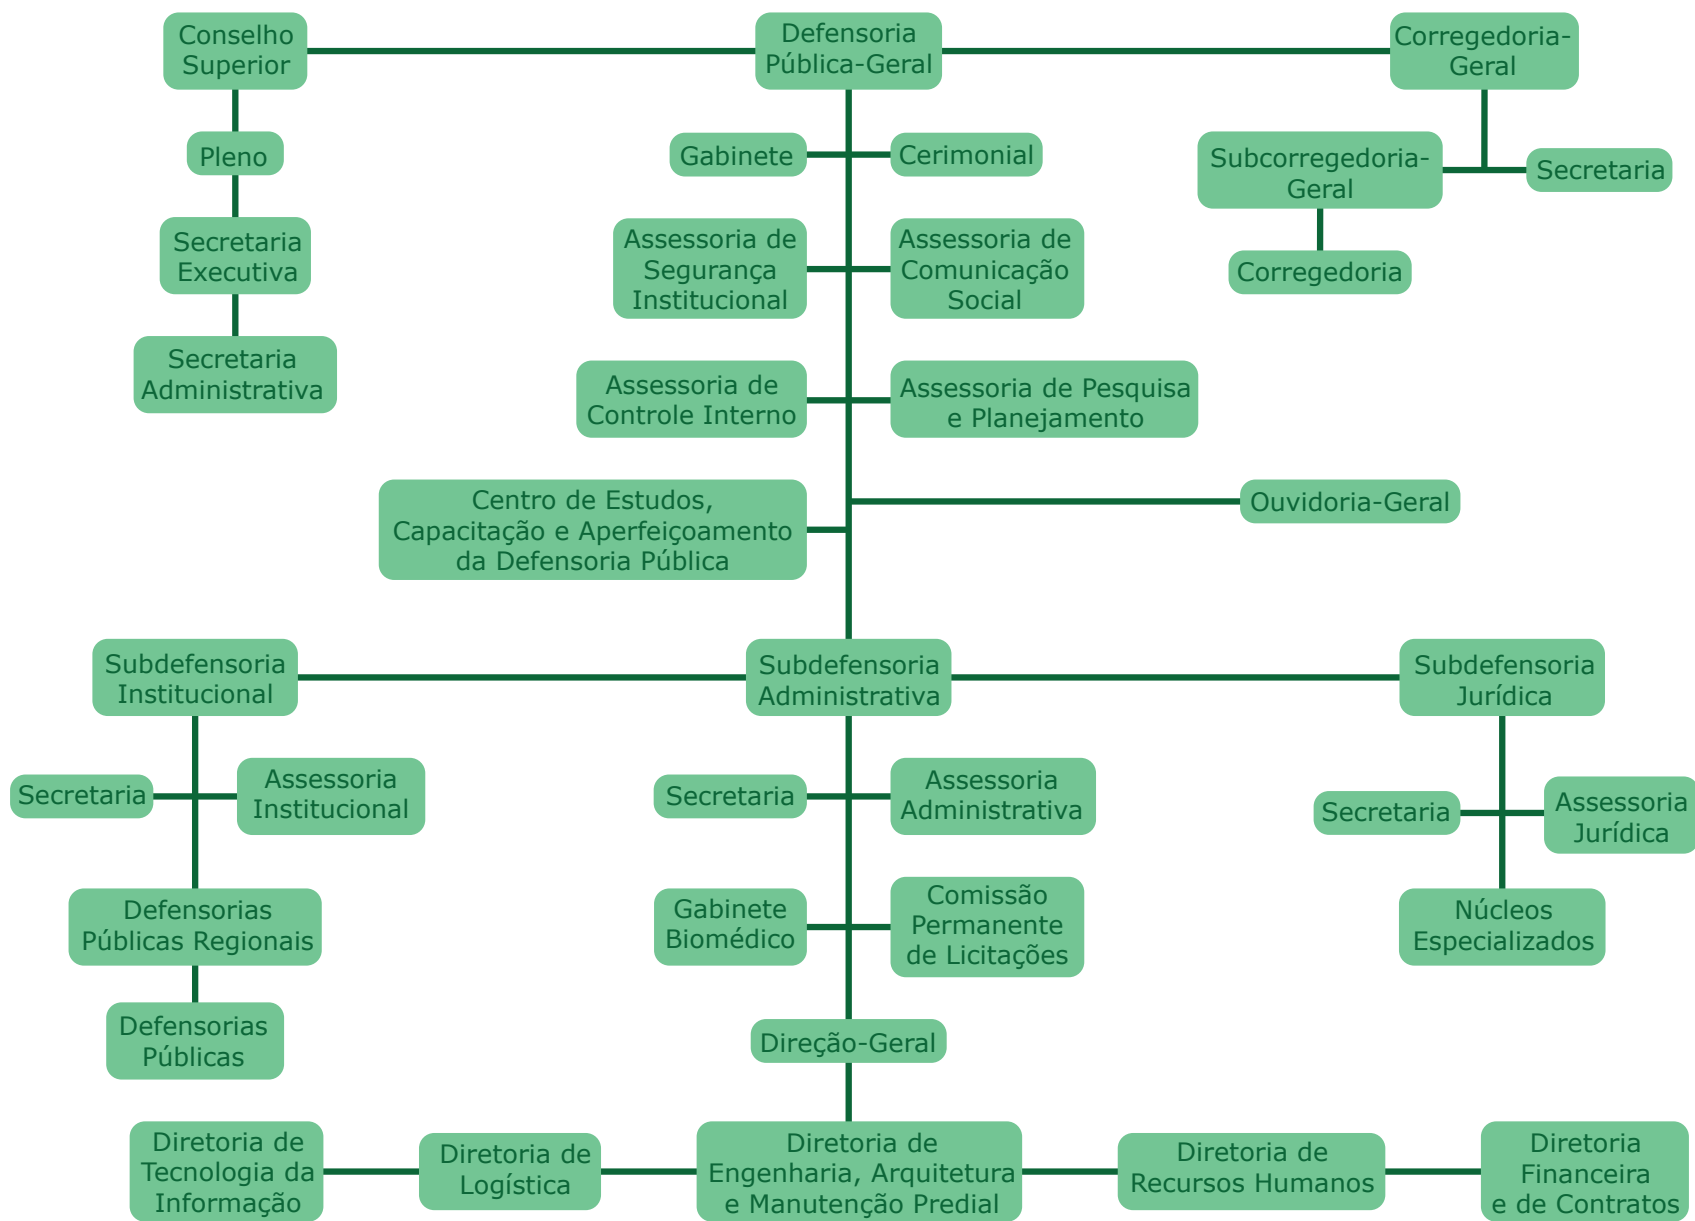 Conselho
Superior
Defensoria
Pública-Geral
Corregedoria-
Geral
Pleno
Gabinete
Cerimonial
Subcorregedoria-
Geral
Secretaria
Secretaria
Executiva
Assessoria de
Segurança
Institucional
Assessoria de
Comunicação
Social
Corregedoria
Secretaria
Administrativa
Assessoria de
Controle Interno
Assessoria de Pesquisa
e Planejamento
Centro de Estudos,
Capacitação e Aperfeiçoamento
da Defensoria Pública
Ouvidoria-Geral
Subdefensoria
Institucional
Subdefensoria
Administrativa
Subdefensoria
Jurídica
Secretaria
Assessoria
Institucional
Secretaria
Assessoria
Administrativa
Secretaria
Assessoria
Jurídica
Defensorias
Públicas Regionais
Gabinete
Biomédico
Comissão
Permanente
de Licitações
Núcleos
Especializados
Defensorias
Públicas
Direção-Geral
Diretoria de
Tecnologia da
Informação
Diretoria de
Logística
Diretoria de
Engenharia, Arquitetura
e Manutenção Predial
Diretoria de
Recursos Humanos
Diretoria
Financeira
e de Contratos